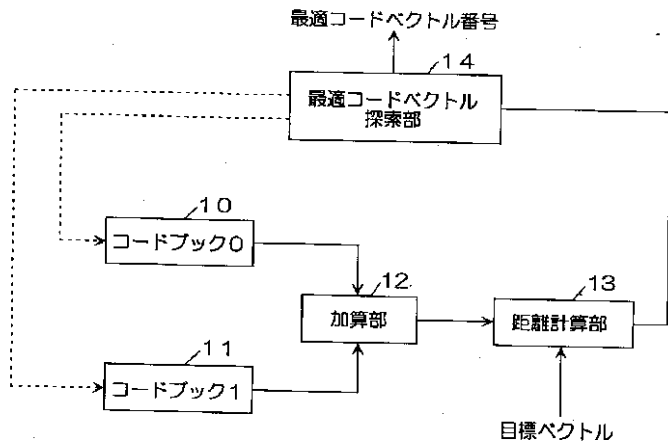 最適コードベクトル番号
14
最適コードベクトル
探索部
10
コードブック0
12
加算部
13
距離計算部
11
コードブック1
目標ベクトル